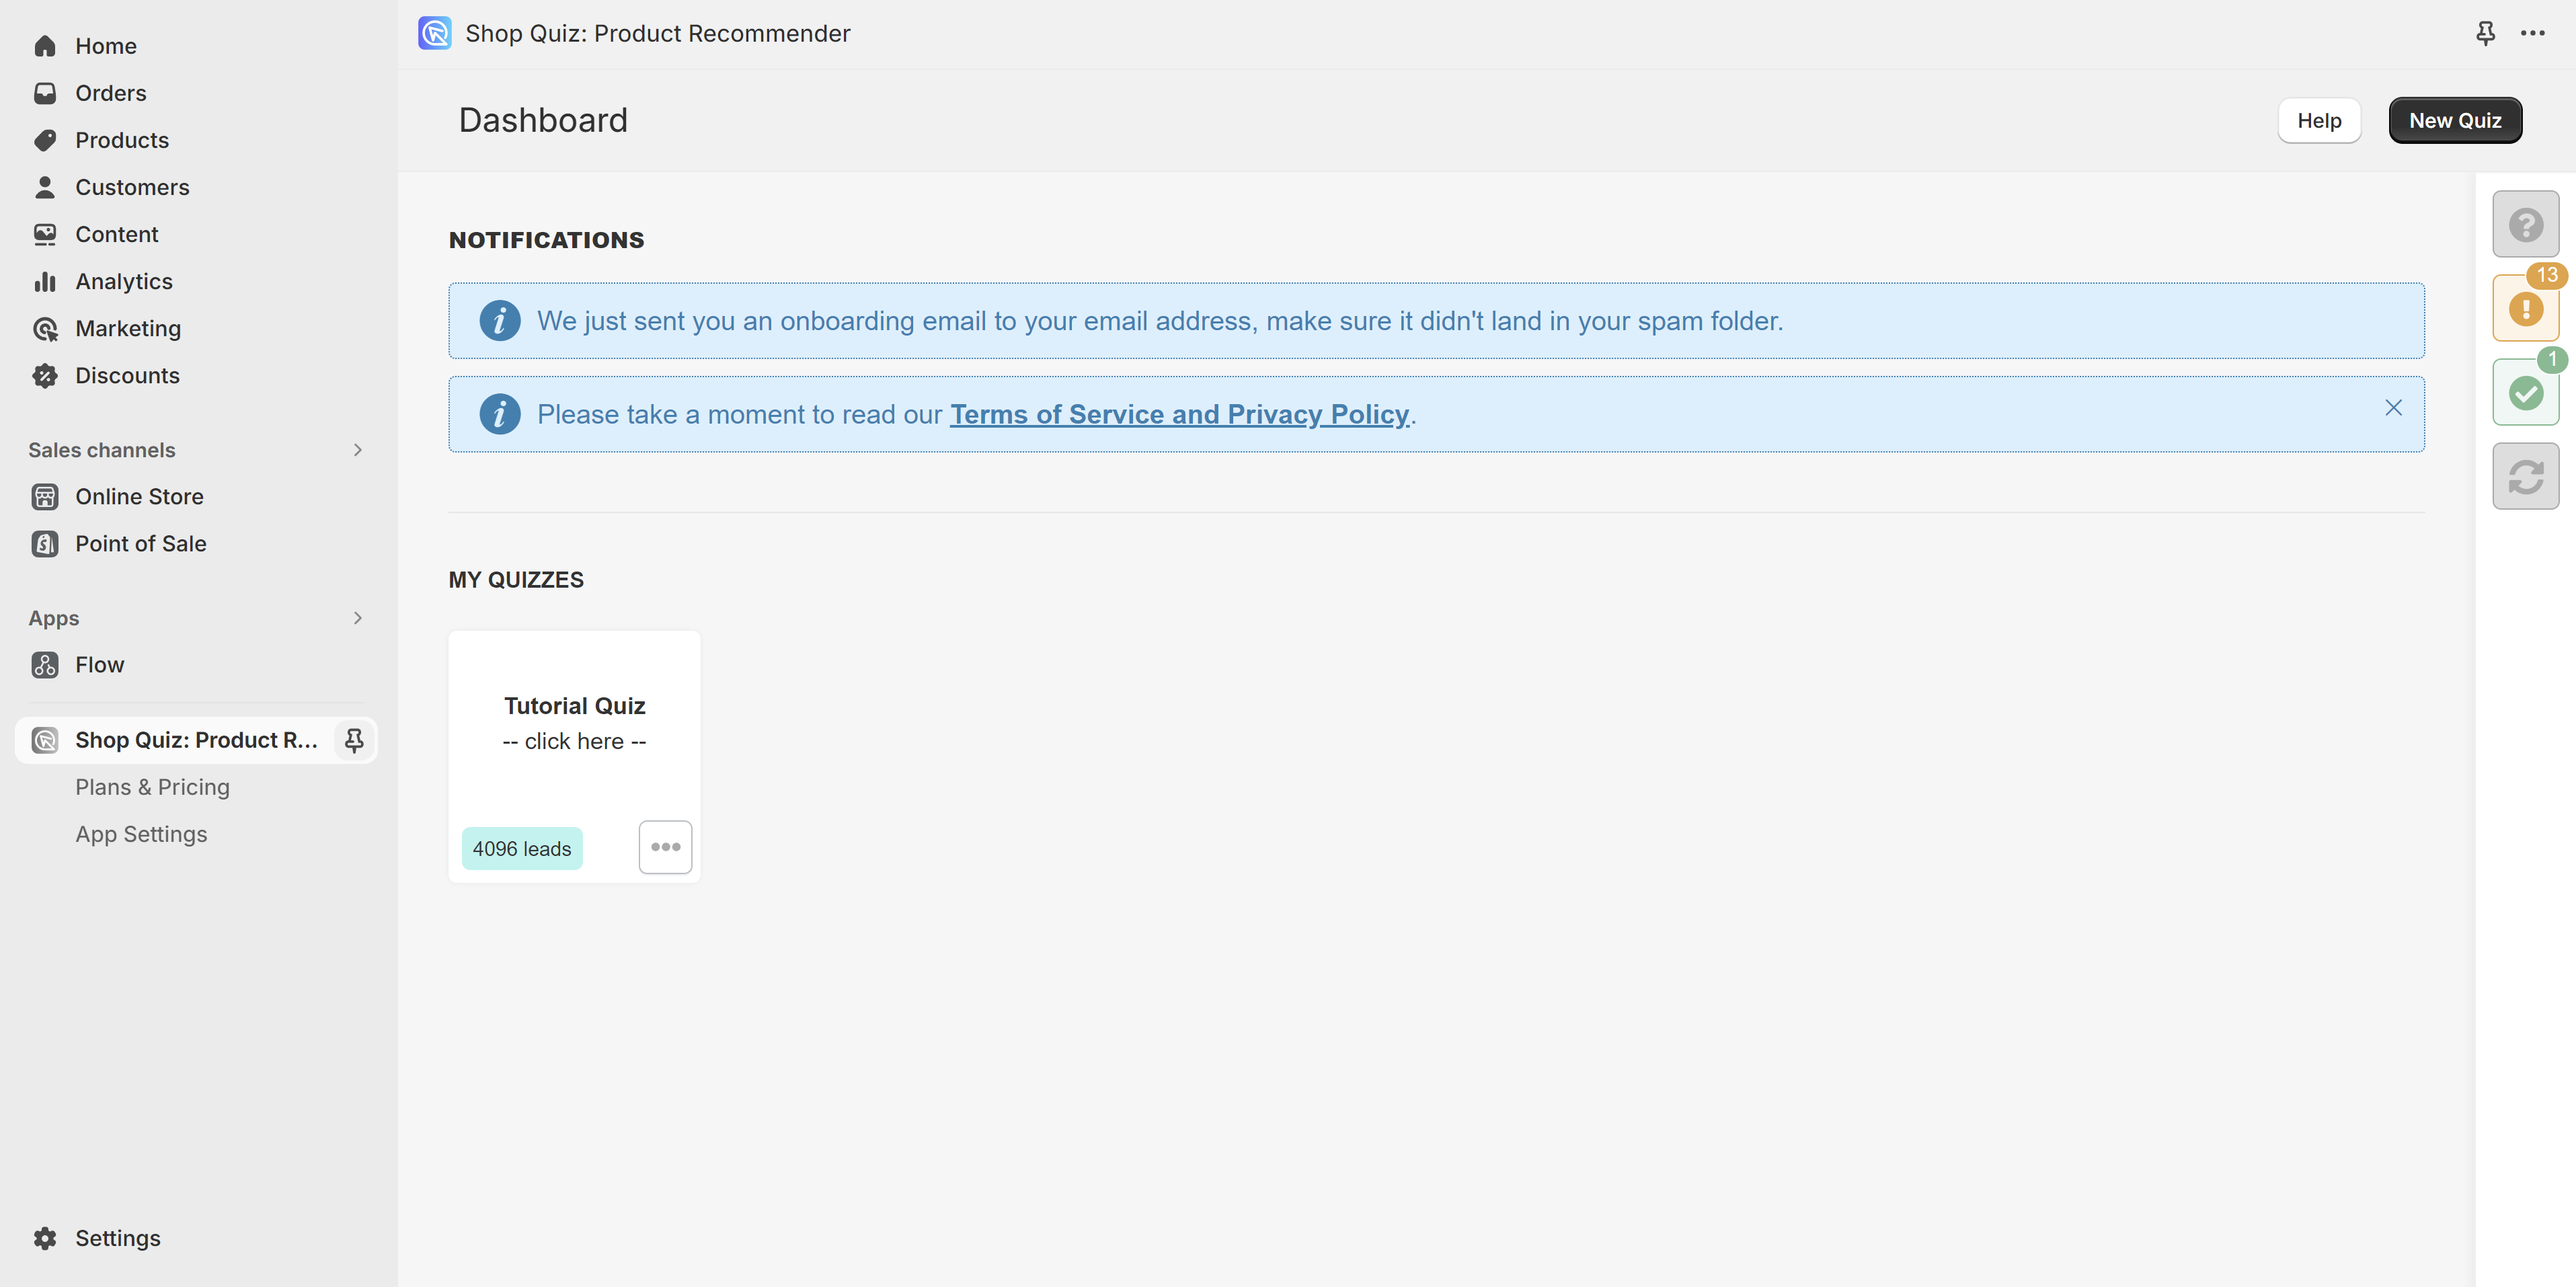 Home
Orders
Products
Customers
Content
Analytics
Marketing
Discounts
Sales channels
Online Store
Point of Sale
Apps
Flow
Shop Quiz: Product R...
Plans & Pricing
App Settings
Settings
Shop Quiz: Product Recommender
Dashboard
Help
New Quiz
NOTIFICATIONS
We just sent you an onboarding email to your email address, make sure it didn't land in your spam folder.
Please take a moment to read our Terms of Service and Privacy Policy.
MY QUIZZES
Tutorial Quiz
-- click here --
4096 leads
13
1